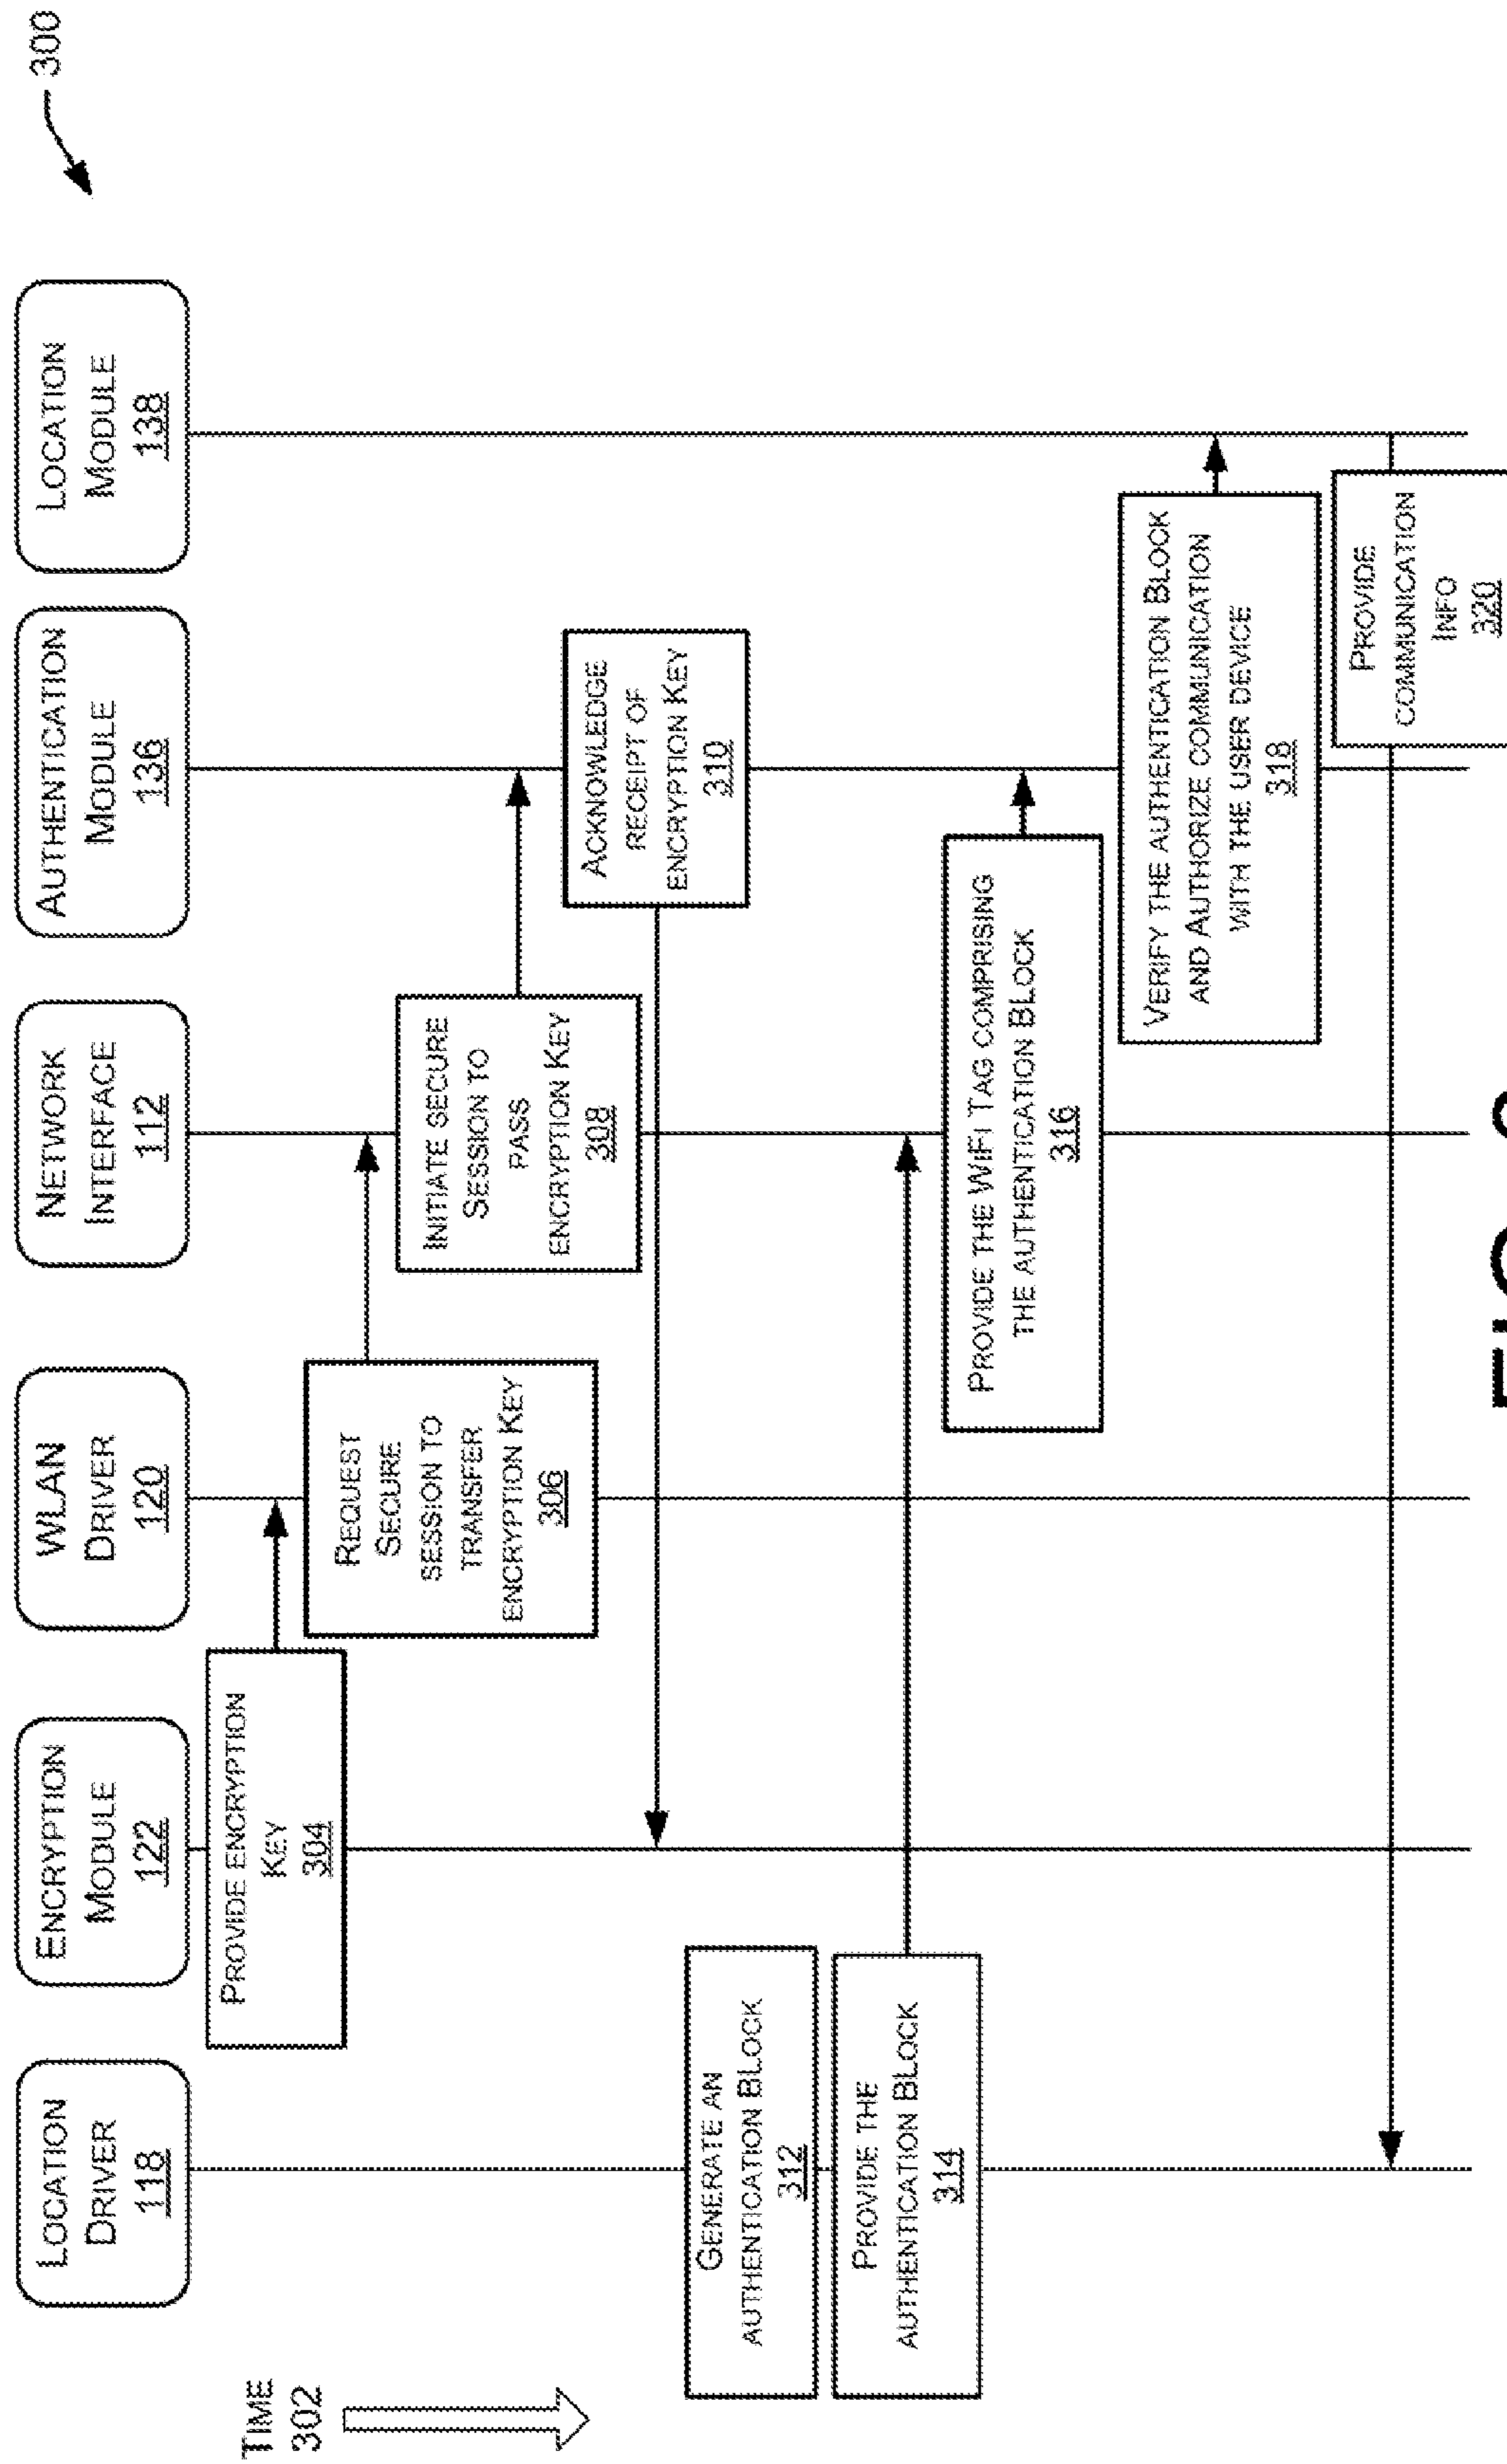 300
LOCATION
DRIVER
118
ENCRYPTION
MODULE
122
WLAN
DRIVER
120
NETWORK
INTERFACE
112
AUTHENTICATION
MODULE
136
LOCATION
MODULE
138
TIME
302
PROVIDE ENCRYPTION
KEY
304
REQUEST
SECURE
SESSION TO
TRANSFER
ENCRYPTION KEY
306
INITIATE SECURE
SESSION TO
PASS
ENCRYPTION KEY
308
ACKNOWLEDGE
RECEIPT OF
ENCRYPTION KEY
310
GENERATE AN
AUTHENTICATION BLOCK
312
PROVIDE THE
AUTHENTICATION BLOCK
314
PROVIDE THE WIFI TAG COMPRISING
THE AUTHENTICATION BLOCK
316
VERIFY THE AUTHENTICATION BLOCK
AND AUTHORIZE COMMUNICATION
WITH THE USER DEVICE
318
PROVIDE
COMMUNICATION
INFO
320